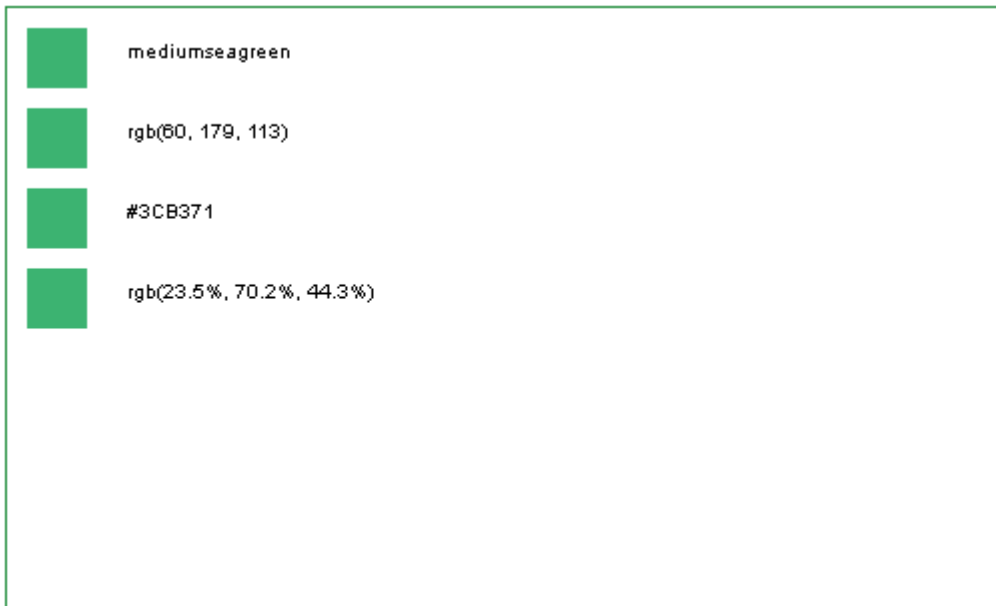 mediumseagreen
rgb(60, 179, 113)
#3CB371
rgb(23.5%, 70.2%, 44.3%)